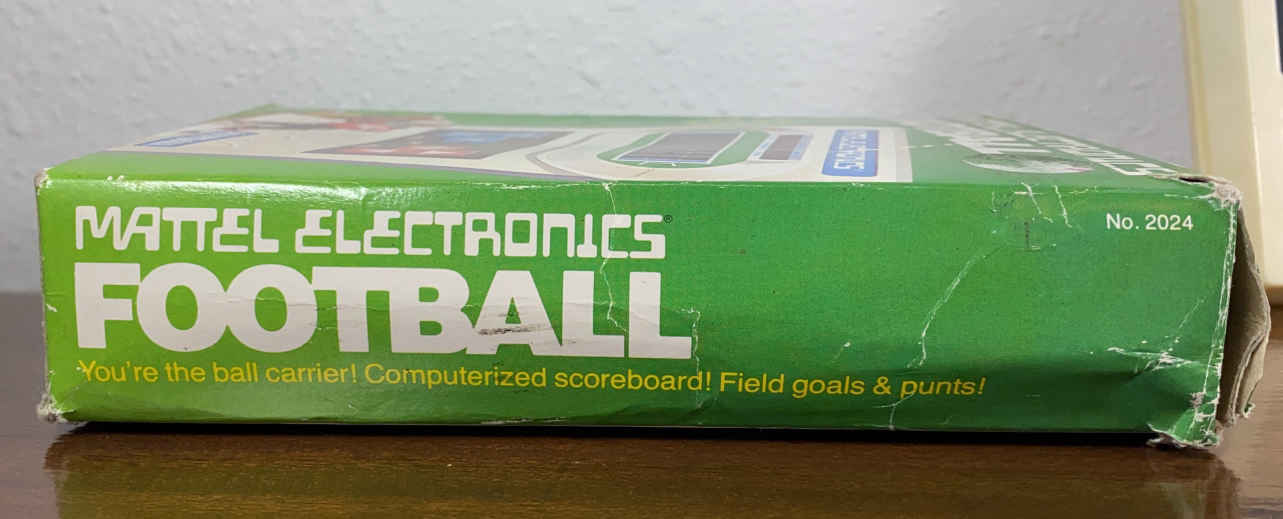 MATTEL ELECTRONICS®
FOOTBALL
You're the ball carrier! Computerized scoreboard! Field goals & punts!
No. 2024